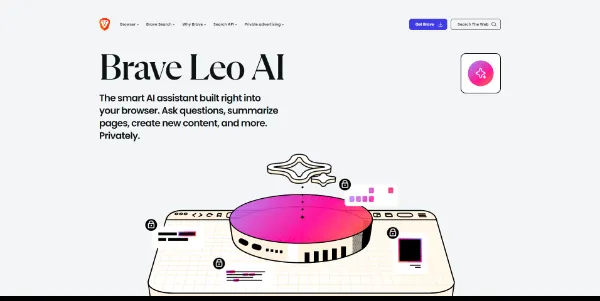 Browser Brave Search Why Brave Search API Private advertising Get Brave Search The Web
Brave Leo AI
The smart AI assistant built right into
your browser. Ask questions, summarize
pages, create new content, and more.
Privately.